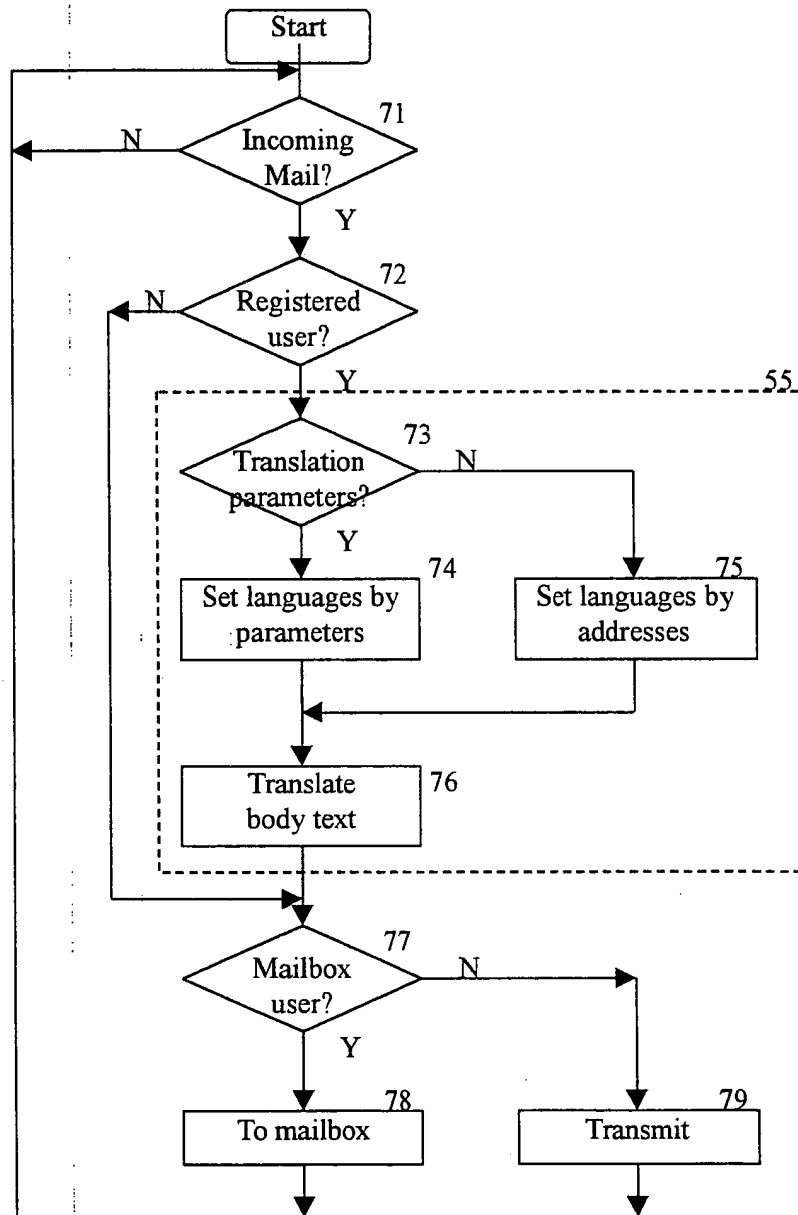 Start
71
Incoming
Mail?
N
Y
72
Registered
user?
N
Y
55
73
Translation
parameters?
N
Y
74
Set languages by
parameters
75
Set languages by
addresses
Translate
body text
76
77
Mailbox
user?
N
Y
78
To mailbox
79
Transmit